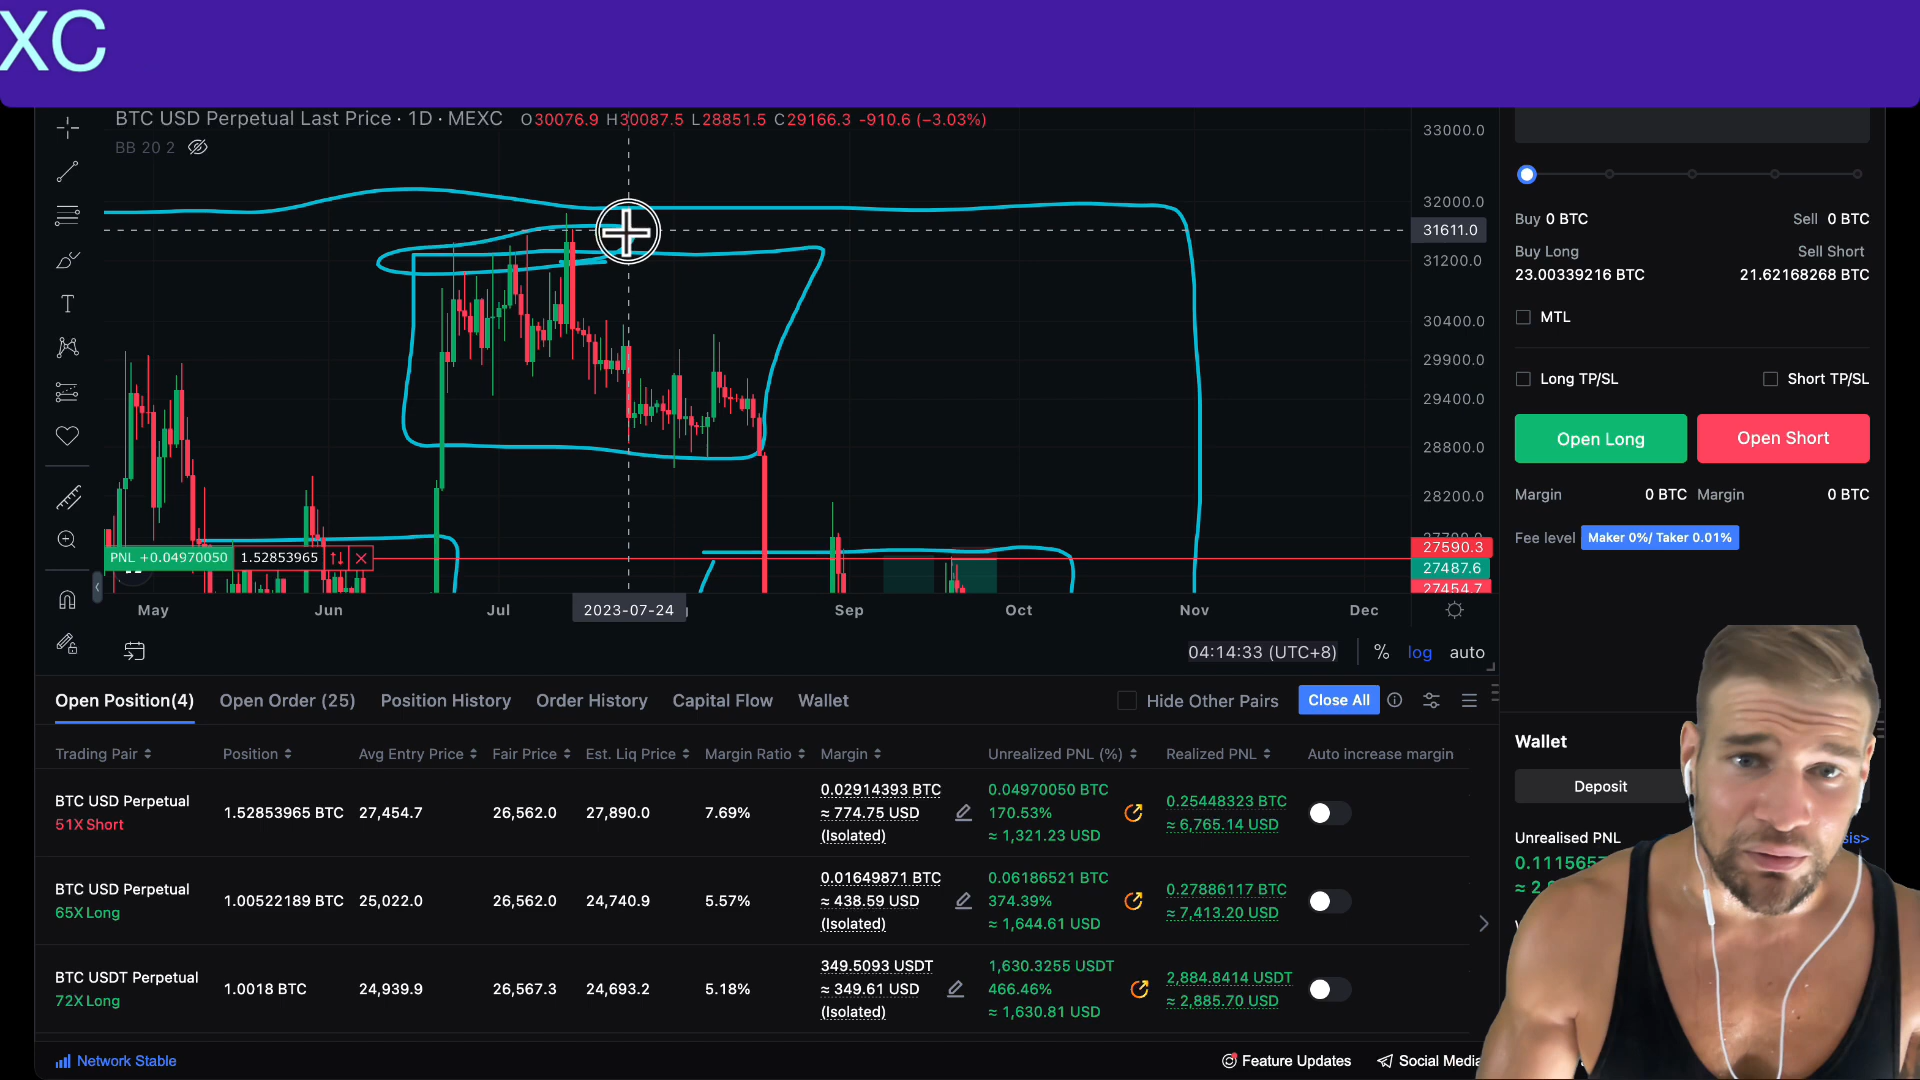 XC
BTC USD Perpetual Last Price · 1D · MEXC O30076.9 H30087.5 L28851.5 C29166.3 -910.6 (−3.03%)
BB 20 2
33000.0
32000.0
31611.0
31200.0
30400.0
29900.0
29400.0
28800.0
28200.0
27590.3
27487.6
27454.7
PNL +0.04970050 1.52853965
May Jun Jul 2023-07-24 Sep Oct Nov Dec
04:14:33 (UTC+8) % log auto
Buy 0 BTC Sell 0 BTC
Buy Long Sell Short
23.00339216 BTC 21.62168268 BTC
MTL
Long TP/SL Short TP/SL
Open Long Open Short
Margin 0 BTC Margin 0 BTC
Fee level Maker 0%/ Taker 0.01%
Open Position(4) Open Order (25) Position History Order History Capital Flow Wallet Hide Other Pairs Close All
Trading Pair Position Avg Entry Price Fair Price Est. Liq Price Margin Ratio Margin Unrealized PNL (%) Realized PNL Auto increase margin
BTC USD Perpetual
51X Short
1.52853965 BTC 27,454.7 26,562.0 27,890.0 7.69%
0.02914393 BTC
≈ 774.75 USD
(Isolated)
0.04970050 BTC
170.53%
≈ 1,321.23 USD
0.25448323 BTC
≈ 6,765.14 USD
BTC USD Perpetual
65X Long
1.00522189 BTC 25,022.0 26,562.0 24,740.9 5.57%
0.01649871 BTC
≈ 438.59 USD
(Isolated)
0.06186521 BTC
374.39%
≈ 1,644.61 USD
0.27886117 BTC
≈ 7,413.20 USD
BTC USDT Perpetual
72X Long
1.0018 BTC 24,939.9 26,567.3 24,693.2 5.18%
349.5093 USDT
≈ 349.61 USD
(Isolated)
1,630.3255 USDT
466.46%
≈ 1,630.81 USD
2,884.8414 USDT
≈ 2,885.70 USD
Wallet
Deposit
Unrealised PNL
Network Stable Feature Updates Social Media